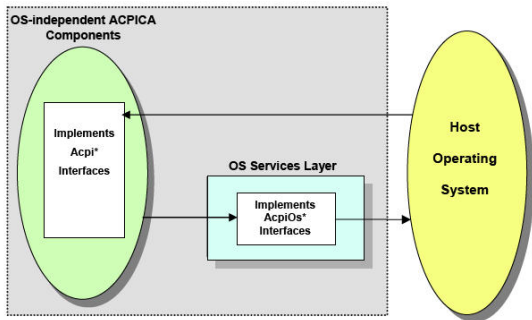 OS-independent ACPICA
Components
Implements
Acpi*
Interfaces
OS Services Layer
Implements
AcpiOs*
Interfaces
Host
Operating
System